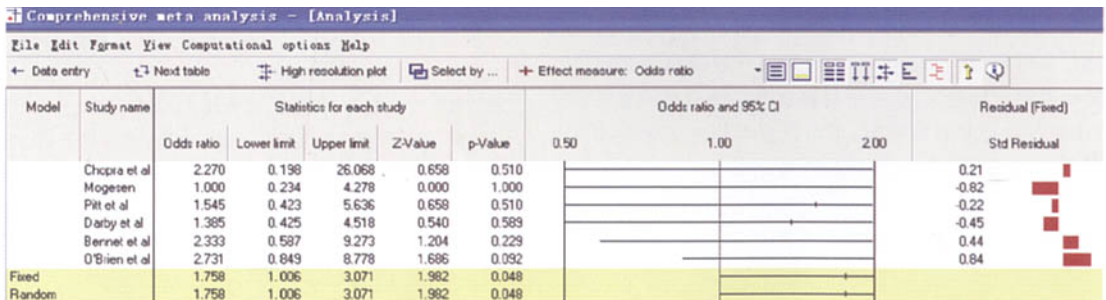 Comprehensive meta analysis - [Analysis]
File Edit Format View Computational options Help
Data entry Next table High resolution plot Select by ... Effect measure: Odds ratio
Model Study name Statistics for each study Odds ratio and 95% CI Residual (Fixed)
Odds ratio Lower limit Upper limit Z-Value p-Value 0.50 1.00 2.00 Std Residual
Chopra et al 2.270 0.198 26.068 0.658 0.510 0.21
Mogesen 1.000 0.234 4.278 0.000 1.000 -0.82
Pitt et al 1.545 0.423 5.636 0.658 0.510 -0.22
Darby et al 1.385 0.425 4.518 0.540 0.589 -0.45
Bennet et al 2.333 0.587 9.273 1.204 0.229 0.44
O'Brien et al 2.731 0.849 8.778 1.686 0.092 0.84
Fixed 1.758 1.006 3.071 1.982 0.048
Random 1.758 1.006 3.071 1.982 0.048